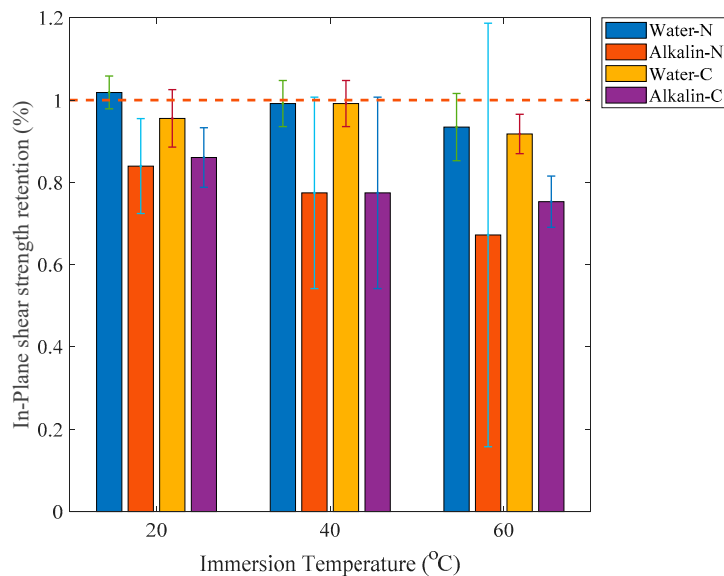 1.2
1
0.8
0.6
0.4
0.2
0
In-Plane shear strength retention (%)
20
40
60
Immersion Temperature (°C)
Water-N
Alkalin-N
Water-C
Alkalin-C